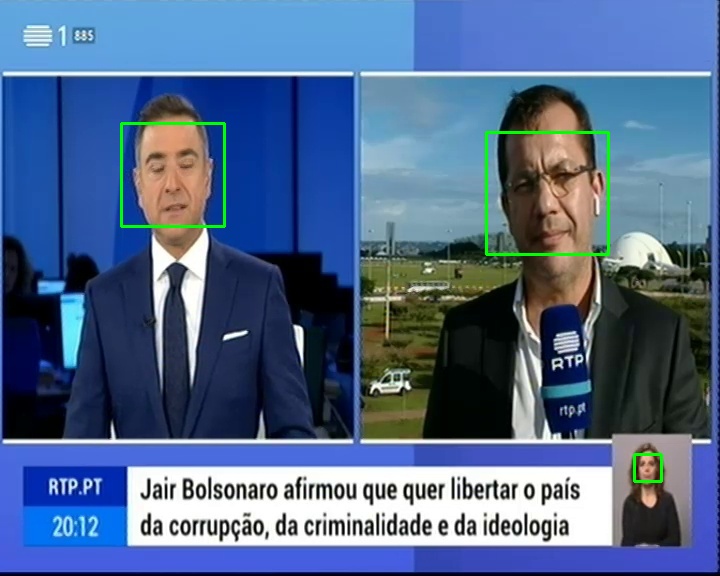 1 885
RTP
rtp.pt
RTP.PT
20:12
Jair Bolsonaro afirmou que quer libertar o país
da corrupção, da criminalidade e da ideologia